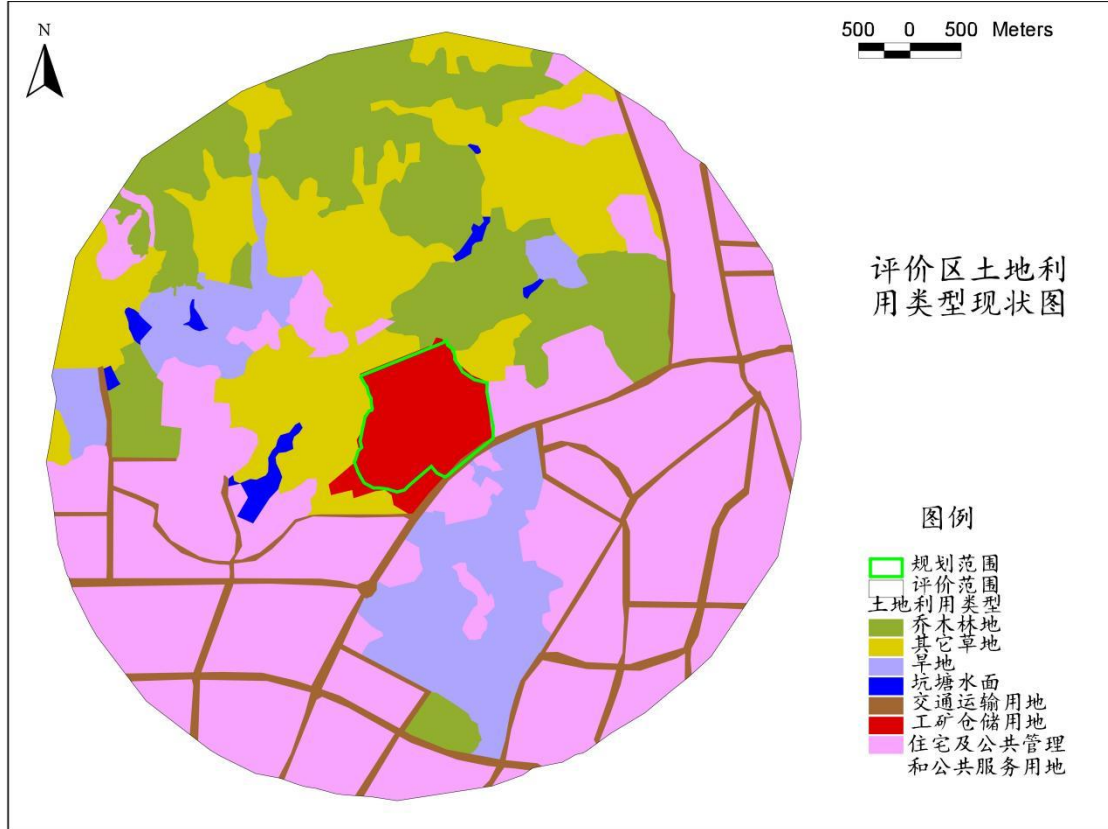 N
500 0 500 Meters
评价区土地利
用类型现状图
图例
规划范围
评价范围
土地利用类型
乔木林地
其它草地
旱地
坑塘水面
交通运输用地
工矿仓储用地
住宅及公共管理
和公共服务用地